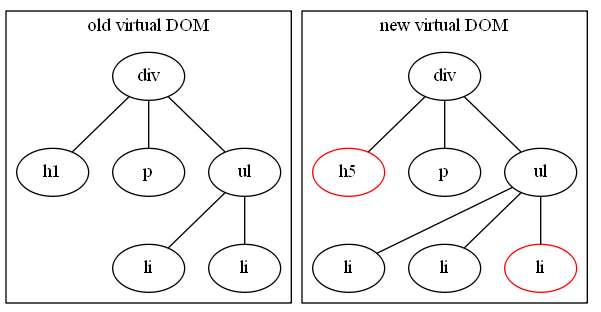 old virtual DOM
div
h1 p ul
li li
new virtual DOM
div
h5 p ul
li li li